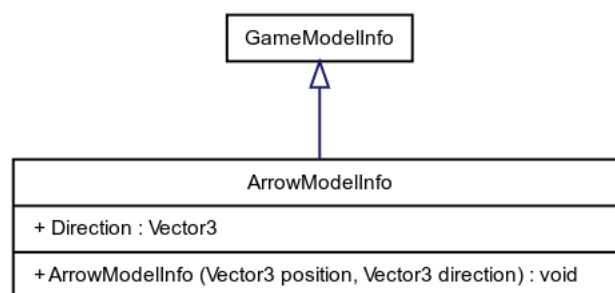 GameModelInfo
ArrowModelInfo
+ Direction : Vector3
+ArrowModelInfo (Vector3 position, Vector3 direction) : void